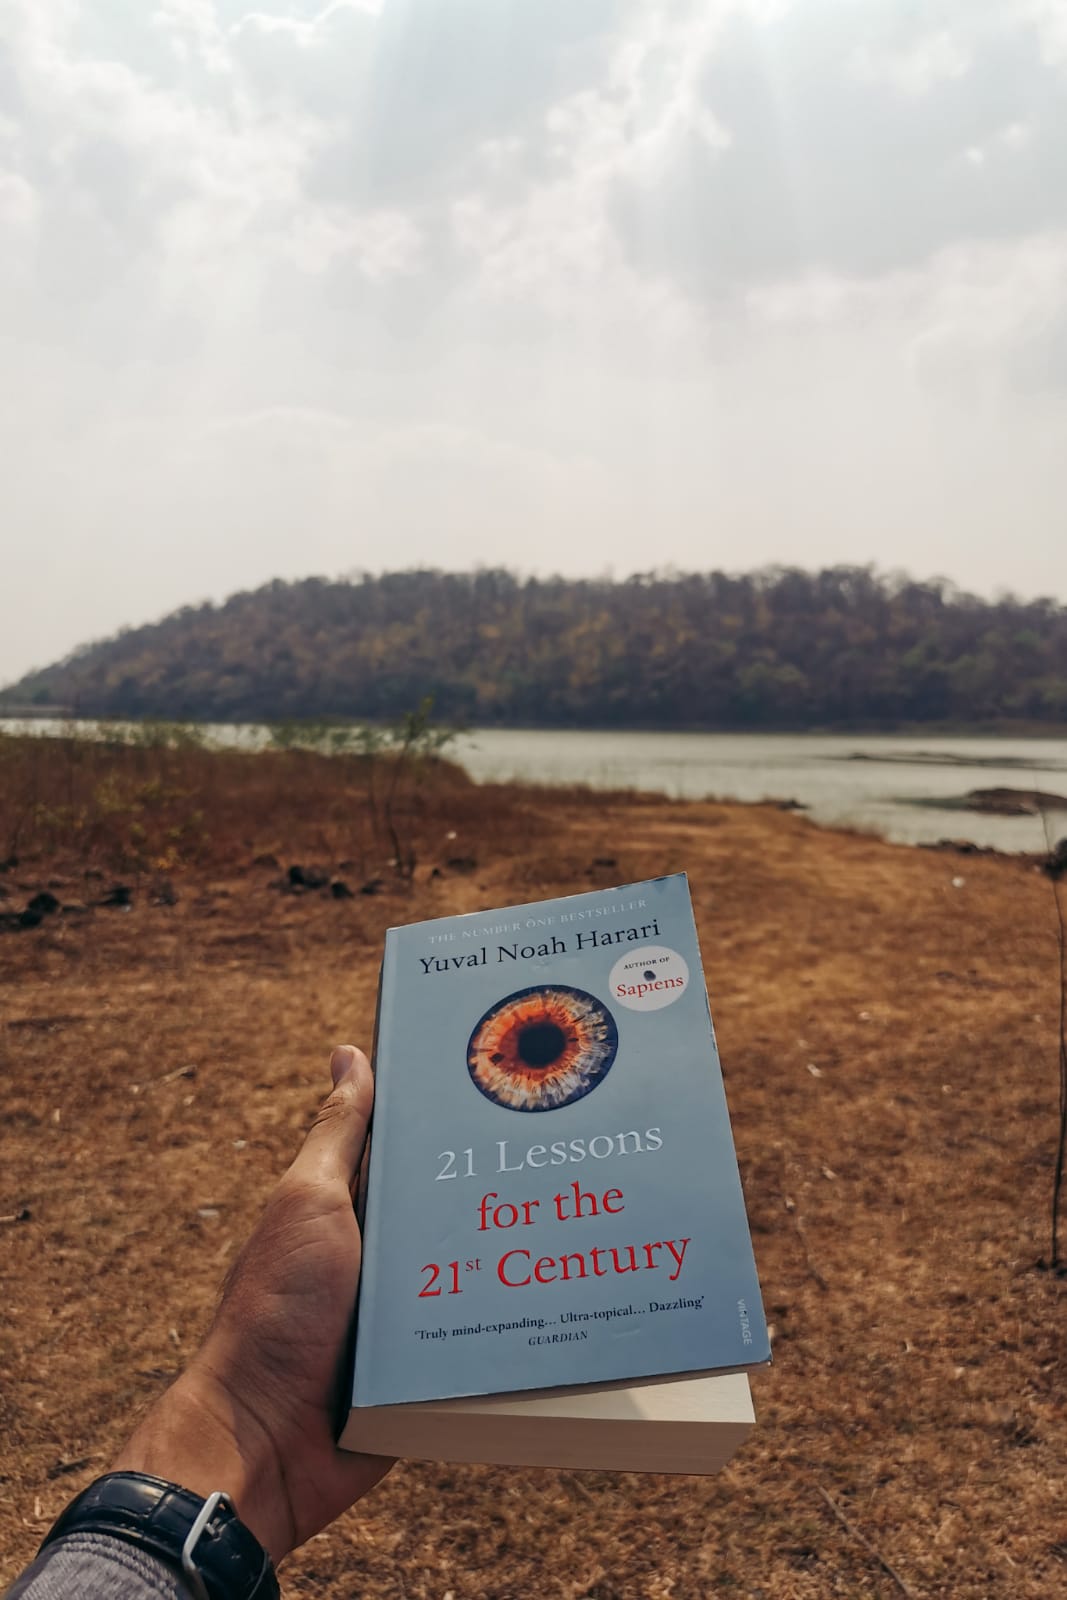 THE NUMBER ONE BESTSELLER
Yuval Noah Harari
AUTHOR OF
Sapiens
21 Lessons
for the
21st Century
‘Truly mind-expanding... Ultra-topical... Dazzling’
GUARDIAN
VINTAGE